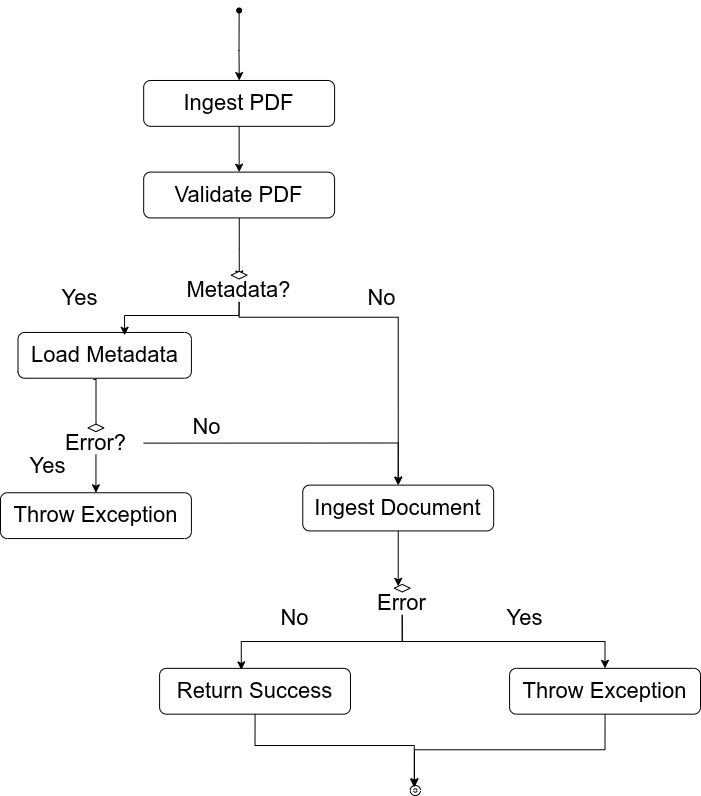 Ingest PDF
Validate PDF
Metadata?
Yes
No
Load Metadata
No
Error?
Yes
Throw Exception
Ingest Document
Error
No
Yes
Return Success
Throw Exception